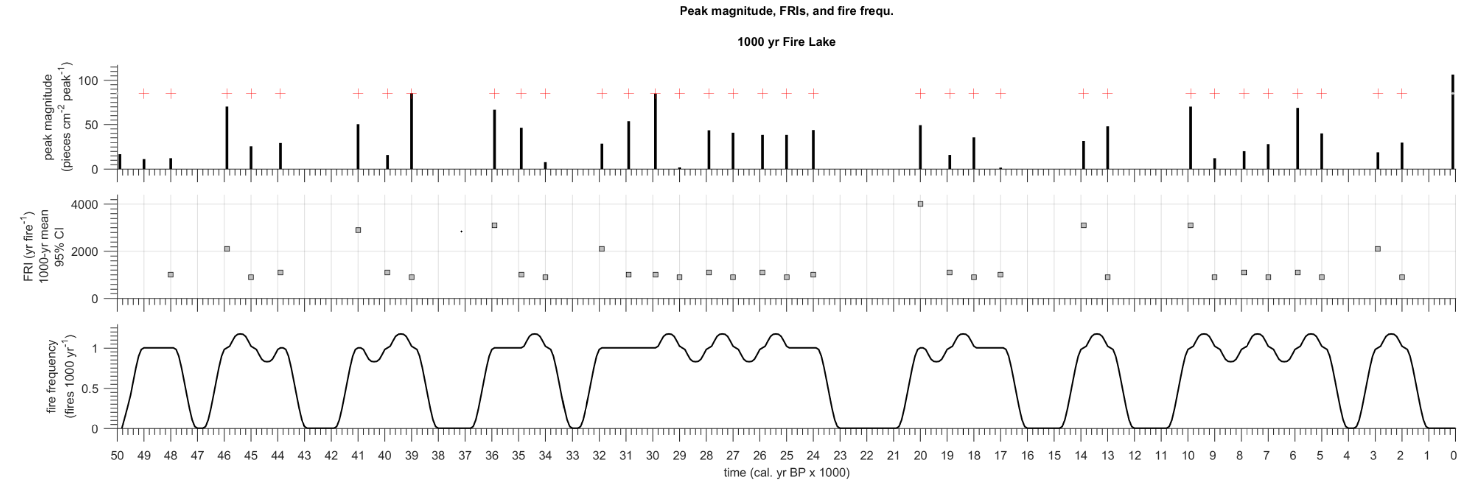 Peak magnitude, FRIs, and fire frequ.
1000 yr Fire Lake
peak magnitude
(pieces cm⁻² peak⁻¹)
100
50
0
FRI (yr fire⁻¹)
1000-yr mean
95% CI
4000
2000
0
fire frequency
(fires 1000 yr⁻¹)
1
0.5
0
50 49 48 47 46 45 44 43 42 41 40 39 38 37 36 35 34 33 32 31 30 29 28 27 26 25 24 23 22 21 20 19 18 17 16 15 14 13 12 11 10 9 8 7 6 5 4 3 2 1 0
time (cal. yr BP x 1000)